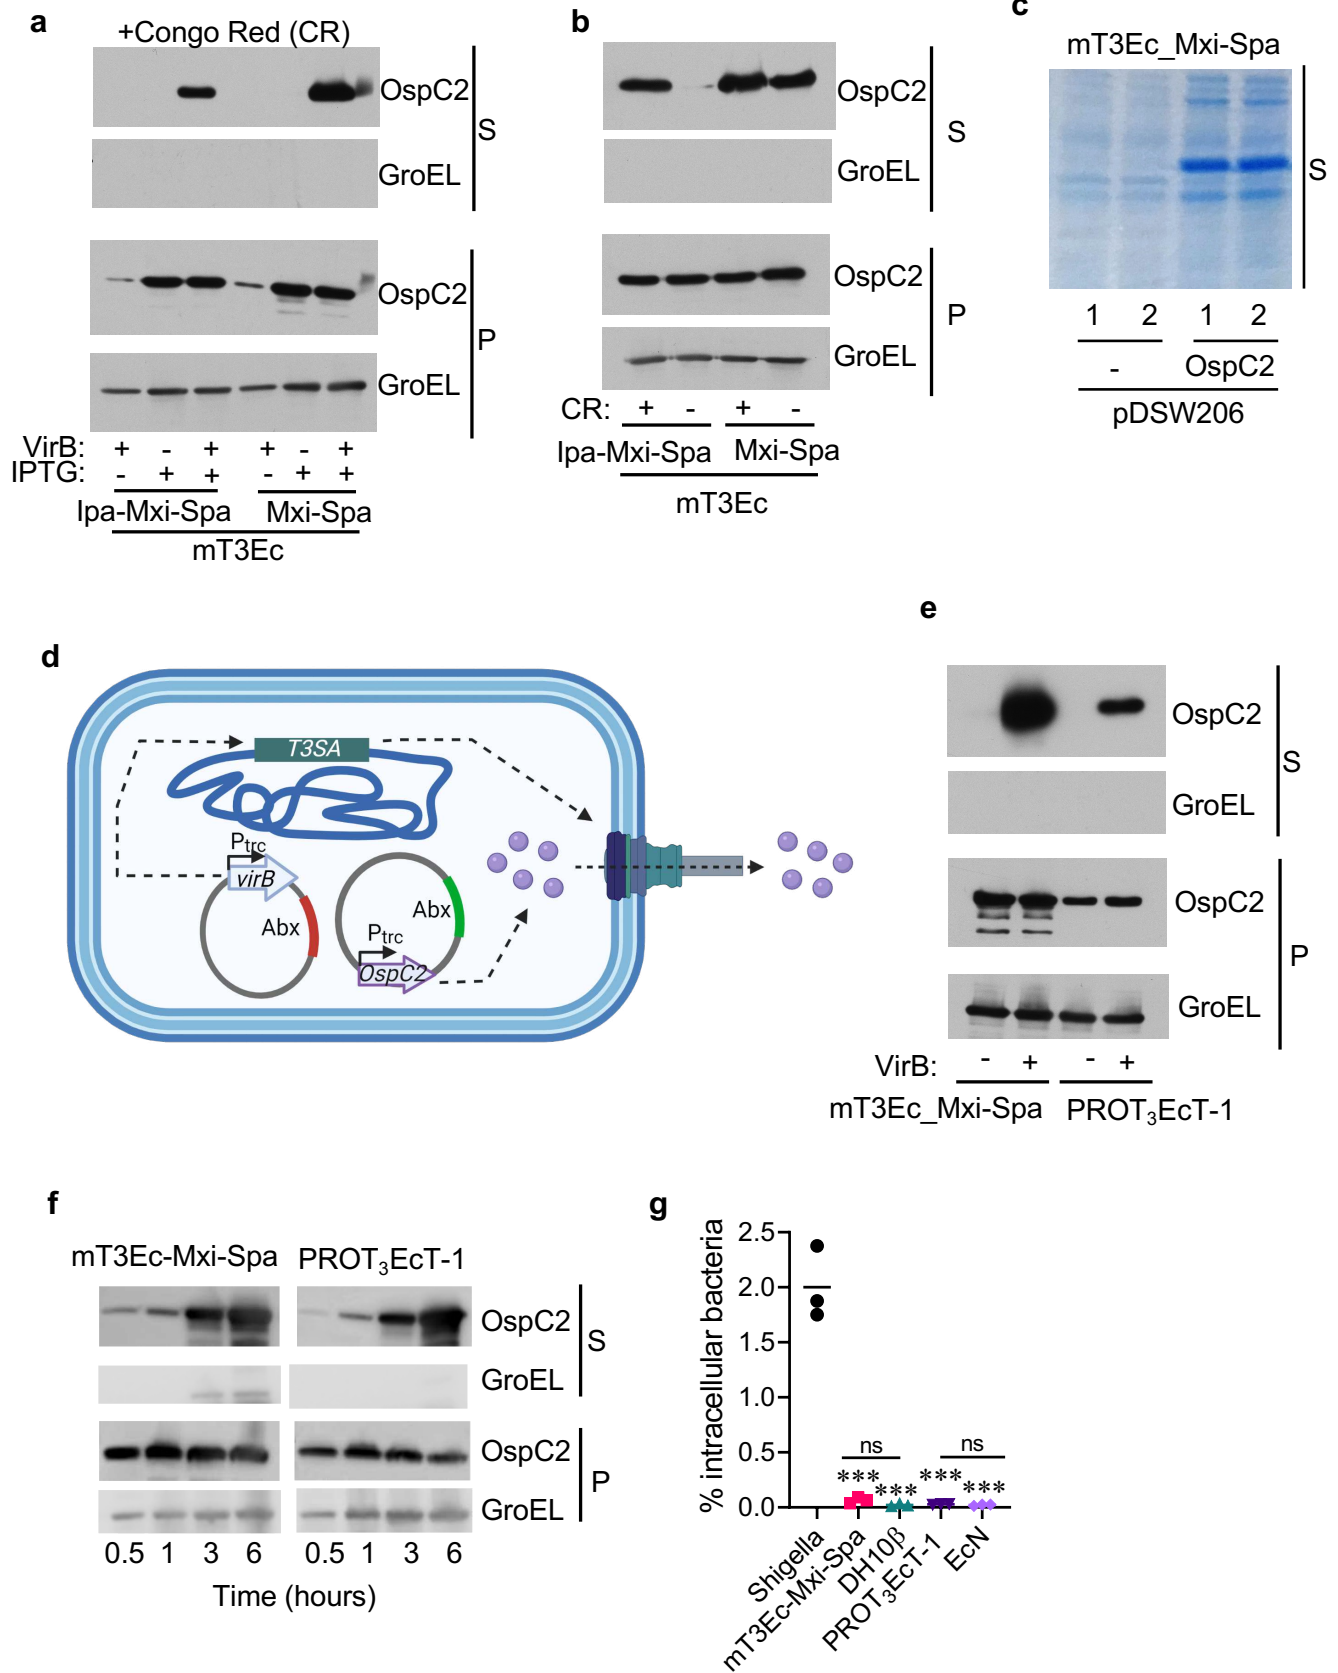 a
+Congo Red (CR)
OspC2
GroEL
S
OspC2
GroEL
P
VirB: + - + + - +
IPTG: - + + - + +
Ipa-Mxi-Spa Mxi-Spa
mT3Ec
b
OspC2
GroEL
S
OspC2
GroEL
P
CR: + - + -
Ipa-Mxi-Spa Mxi-Spa
mT3Ec
c
mT3Ec_Mxi-Spa
S
1 2 1 2
- OspC2
pDSW206
d
T3SA
Ptrc
virB
Abx
Abx
Ptrc
OspC2
e
OspC2
GroEL
S
OspC2
GroEL
P
VirB: - + - +
mT3Ec_Mxi-Spa PROT₃EcT-1
f
mT3Ec-Mxi-Spa PROT₃EcT-1
OspC2
GroEL
S
OspC2
GroEL
P
0.5 1 3 6 0.5 1 3 6
Time (hours)
g
% intracellular bacteria
2.5
2.0
1.5
1.0
0.5
0.0
ns ns
*** *** *** ***
Shigella
mT3Ec-Mxi-Spa
DH10β
PROT₃EcT-1
EcN